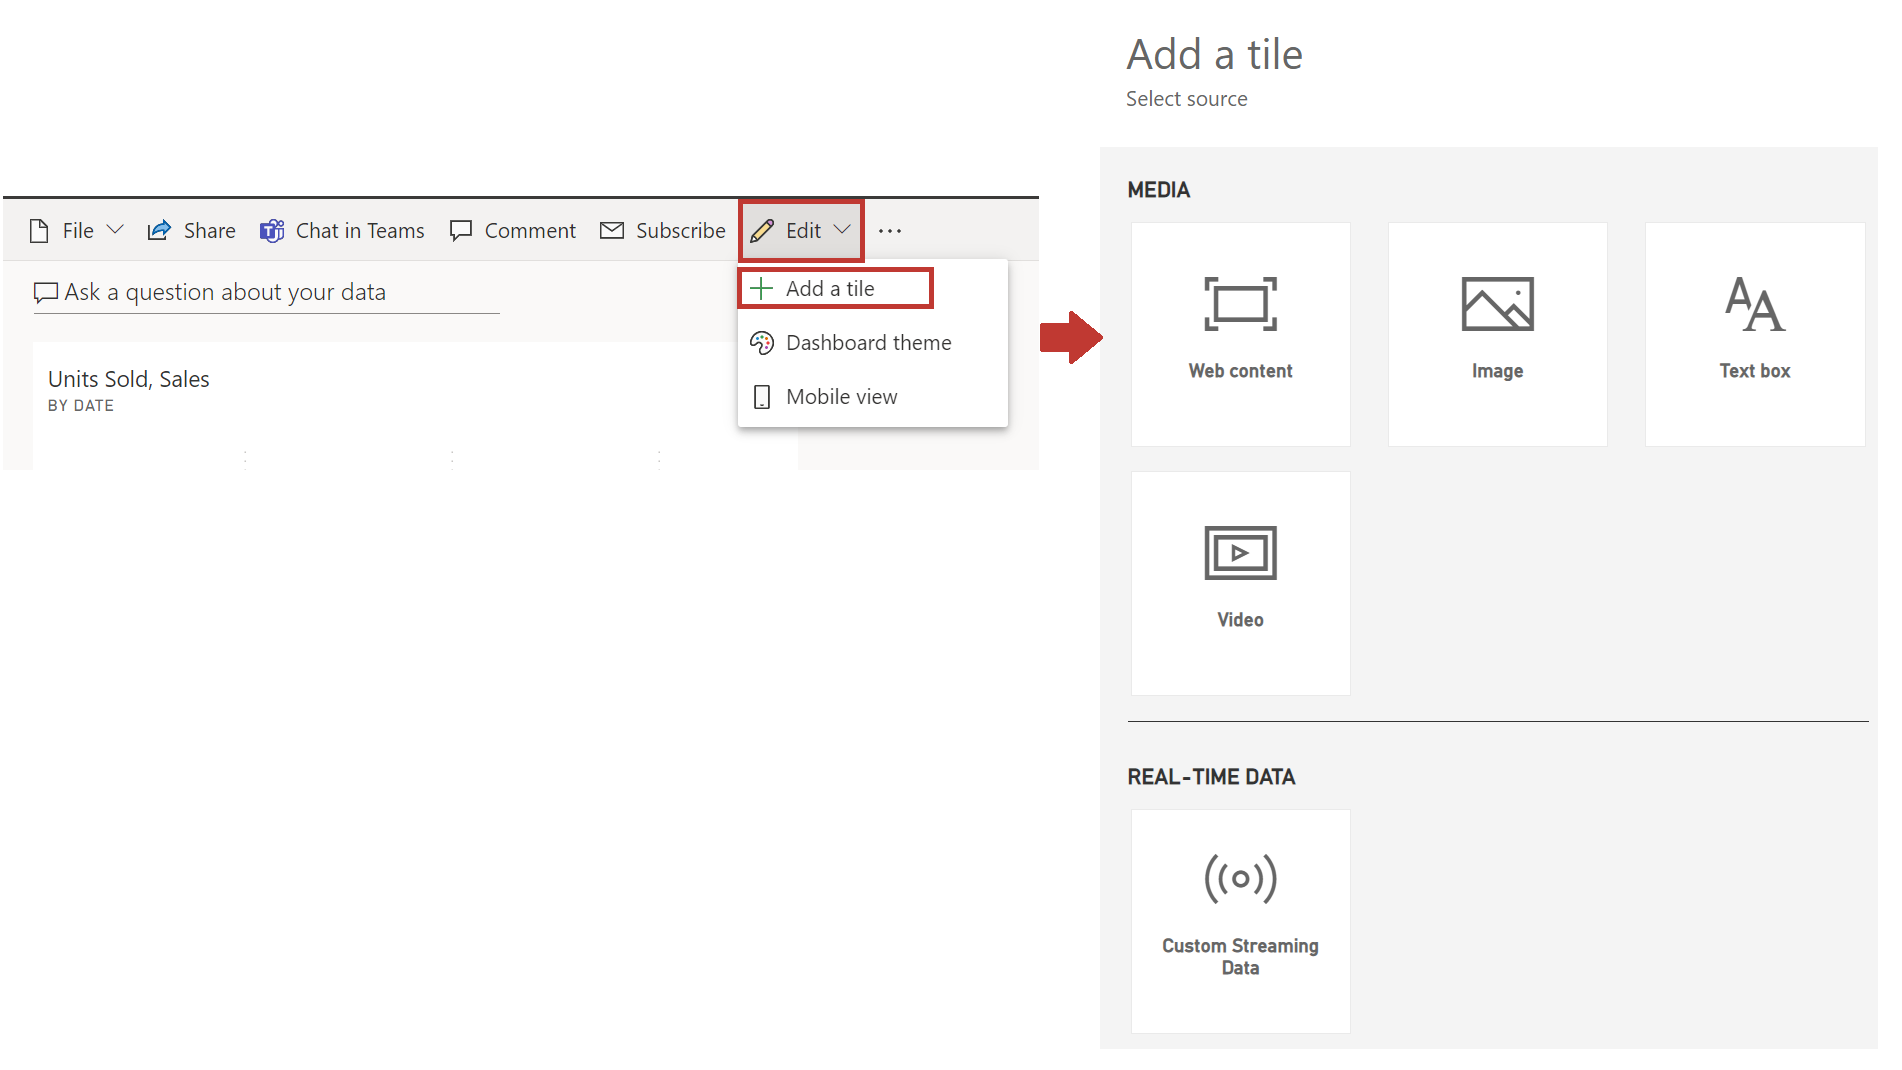 File
Share
Chat in Teams
Comment
Subscribe
Edit
Ask a question about your data
Add a tile
Dashboard theme
Mobile view
Units Sold, Sales
BY DATE
Add a tile
Select source
MEDIA
Web content
Image
Text box
Video
REAL-TIME DATA
Custom Streaming
Data